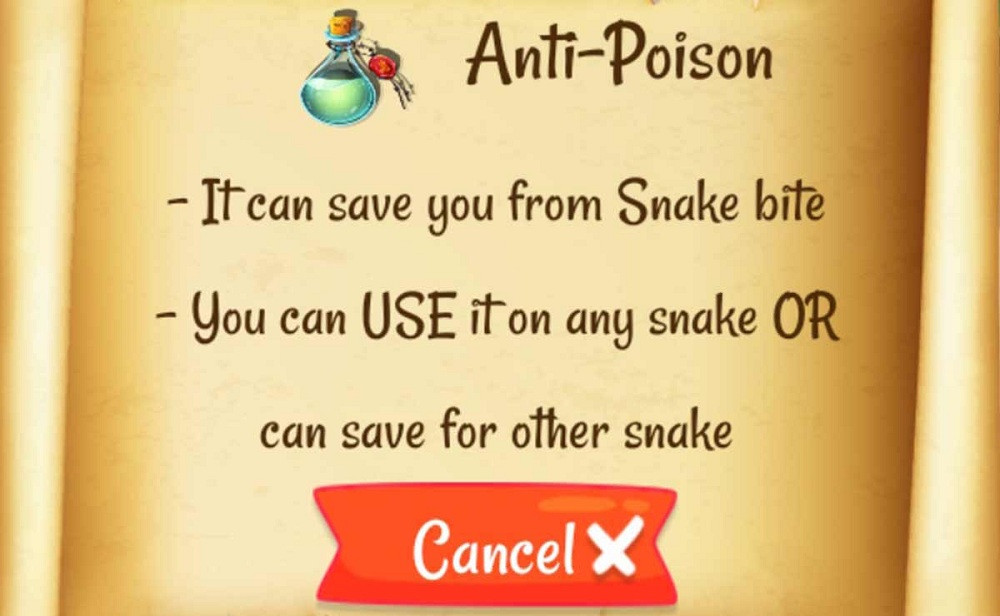 Anti-Poison
- It can save you from Snake bite
- You can USE it on any snake OR
can save for other snake
Cancel